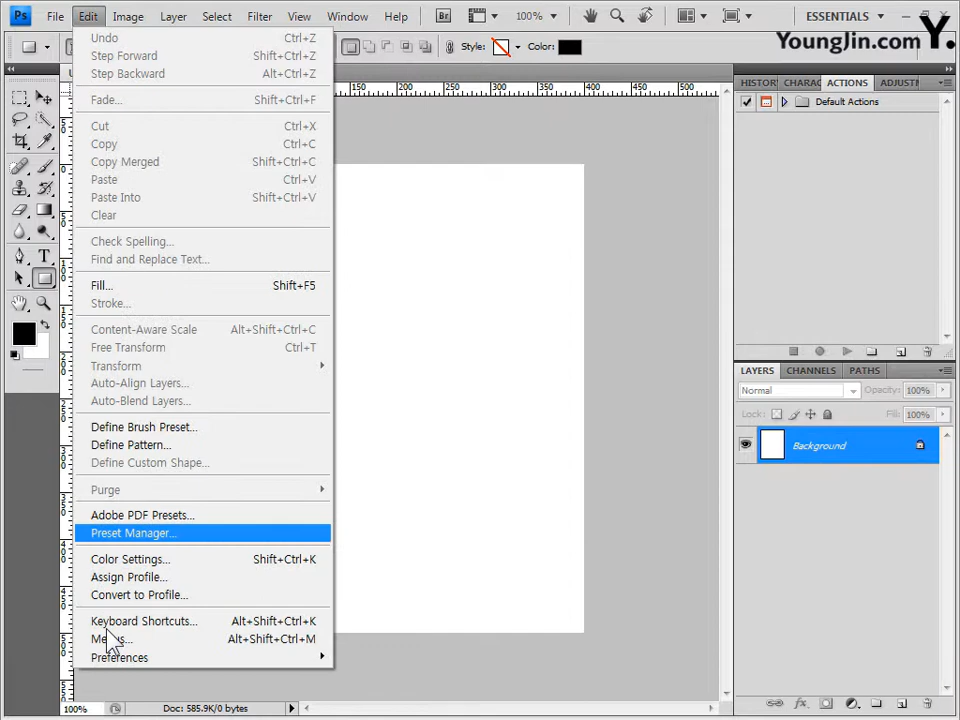 Ps File Edit Image Layer Select Filter View Window Help Br 100% ESSENTIALS
YoungJin.com Y.
Style: Color:
Undo Ctrl+Z
Step Forward Shift+Ctrl+Z
Step Backward Alt+Ctrl+Z
Fade... Shift+Ctrl+F
Cut Ctrl+X
Copy Ctrl+C
Copy Merged Shift+Ctrl+C
Paste Ctrl+V
Paste Into Shift+Ctrl+V
Clear
Check Spelling...
Find and Replace Text...
Fill... Shift+F5
Stroke...
Content-Aware Scale Alt+Shift+Ctrl+C
Free Transform Ctrl+T
Transform
Auto-Align Layers...
Auto-Blend Layers...
Define Brush Preset...
Define Pattern...
Define Custom Shape...
Purge
Adobe PDF Presets...
Preset Manager...
Color Settings... Shift+Ctrl+K
Assign Profile...
Convert to Profile...
Keyboard Shortcuts... Alt+Shift+Ctrl+K
Alt+Shift+Ctrl+M
Preferences
150 200 250 300 350 400 450 500
HISTOR CHARAC ACTIONS ADJUSTM
Default Actions
LAYERS CHANNELS PATHS
Normal Opacity: 100%
Lock: Fill: 100%
Background
100% Doc: 585.9K/0 bytes